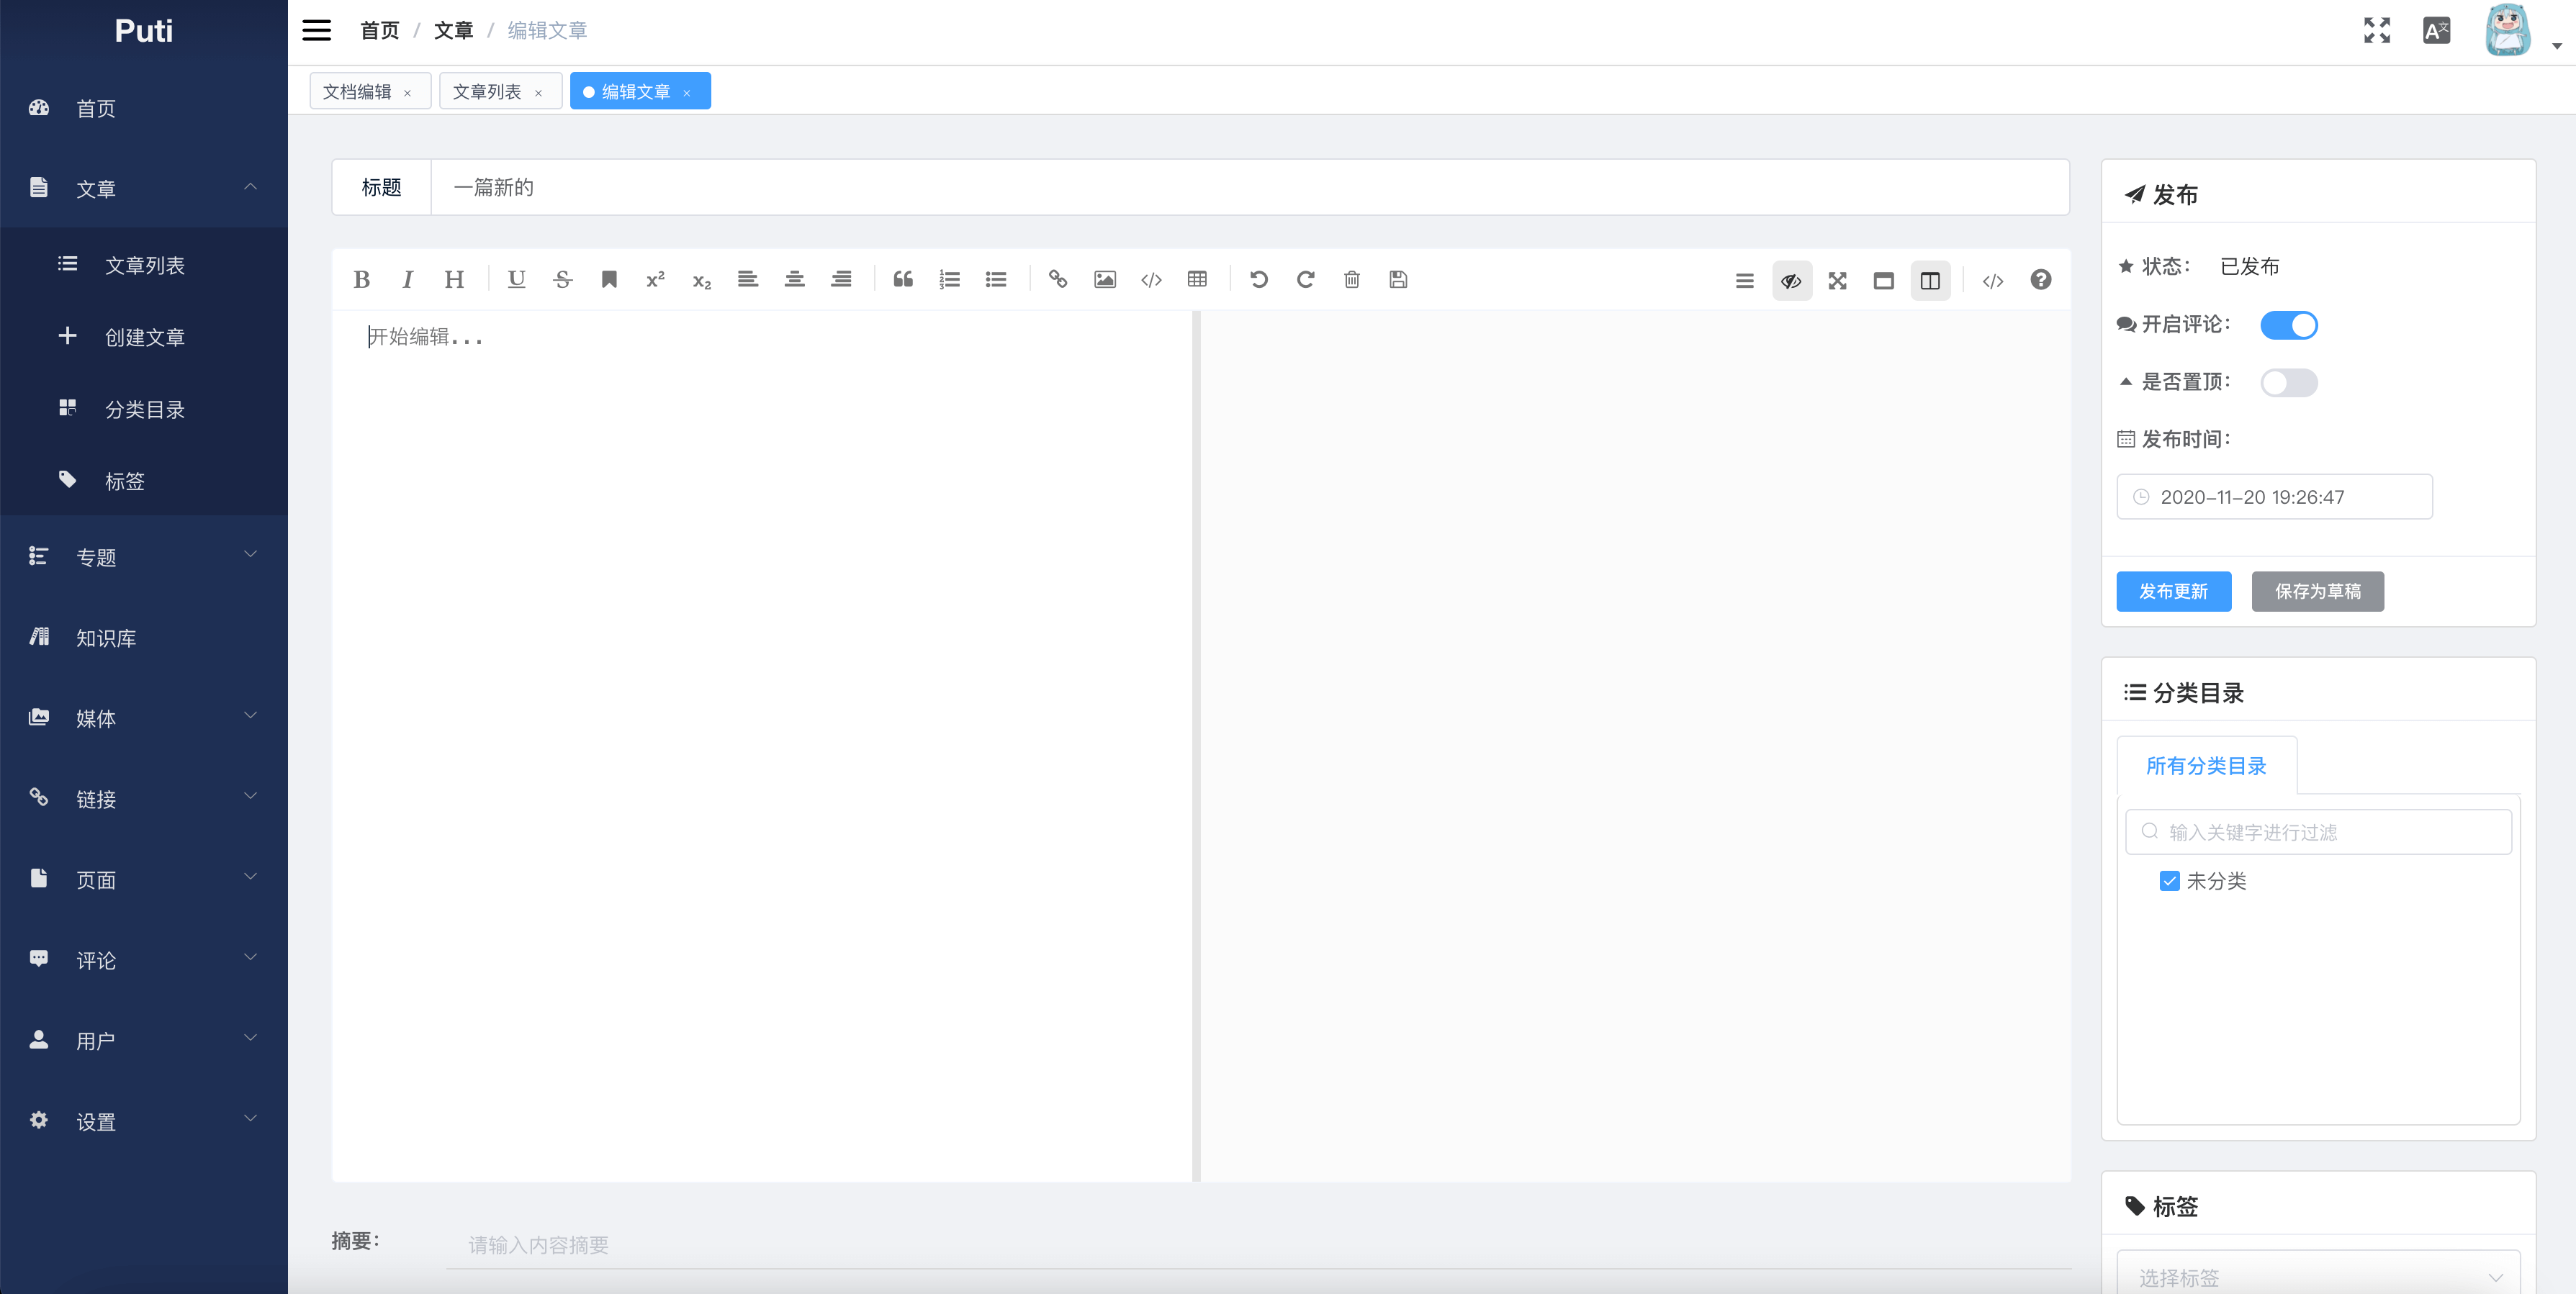 Puti
首页
文章
文章列表
创建文章
分类目录
标签
专题
知识库
媒体
链接
页面
评论
用户
设置
首页 / 文章 / 编辑文章
文档编辑 ×
文章列表 ×
编辑文章 ×
标题 一篇新的
开始编辑...
摘要：
请输入内容摘要
发布
状态： 已发布
开启评论：
是否置顶：
发布时间：
2020-11-20 19:26:47
发布更新 保存为草稿
分类目录
所有分类目录
输入关键字进行过滤
未分类
标签
选择标签